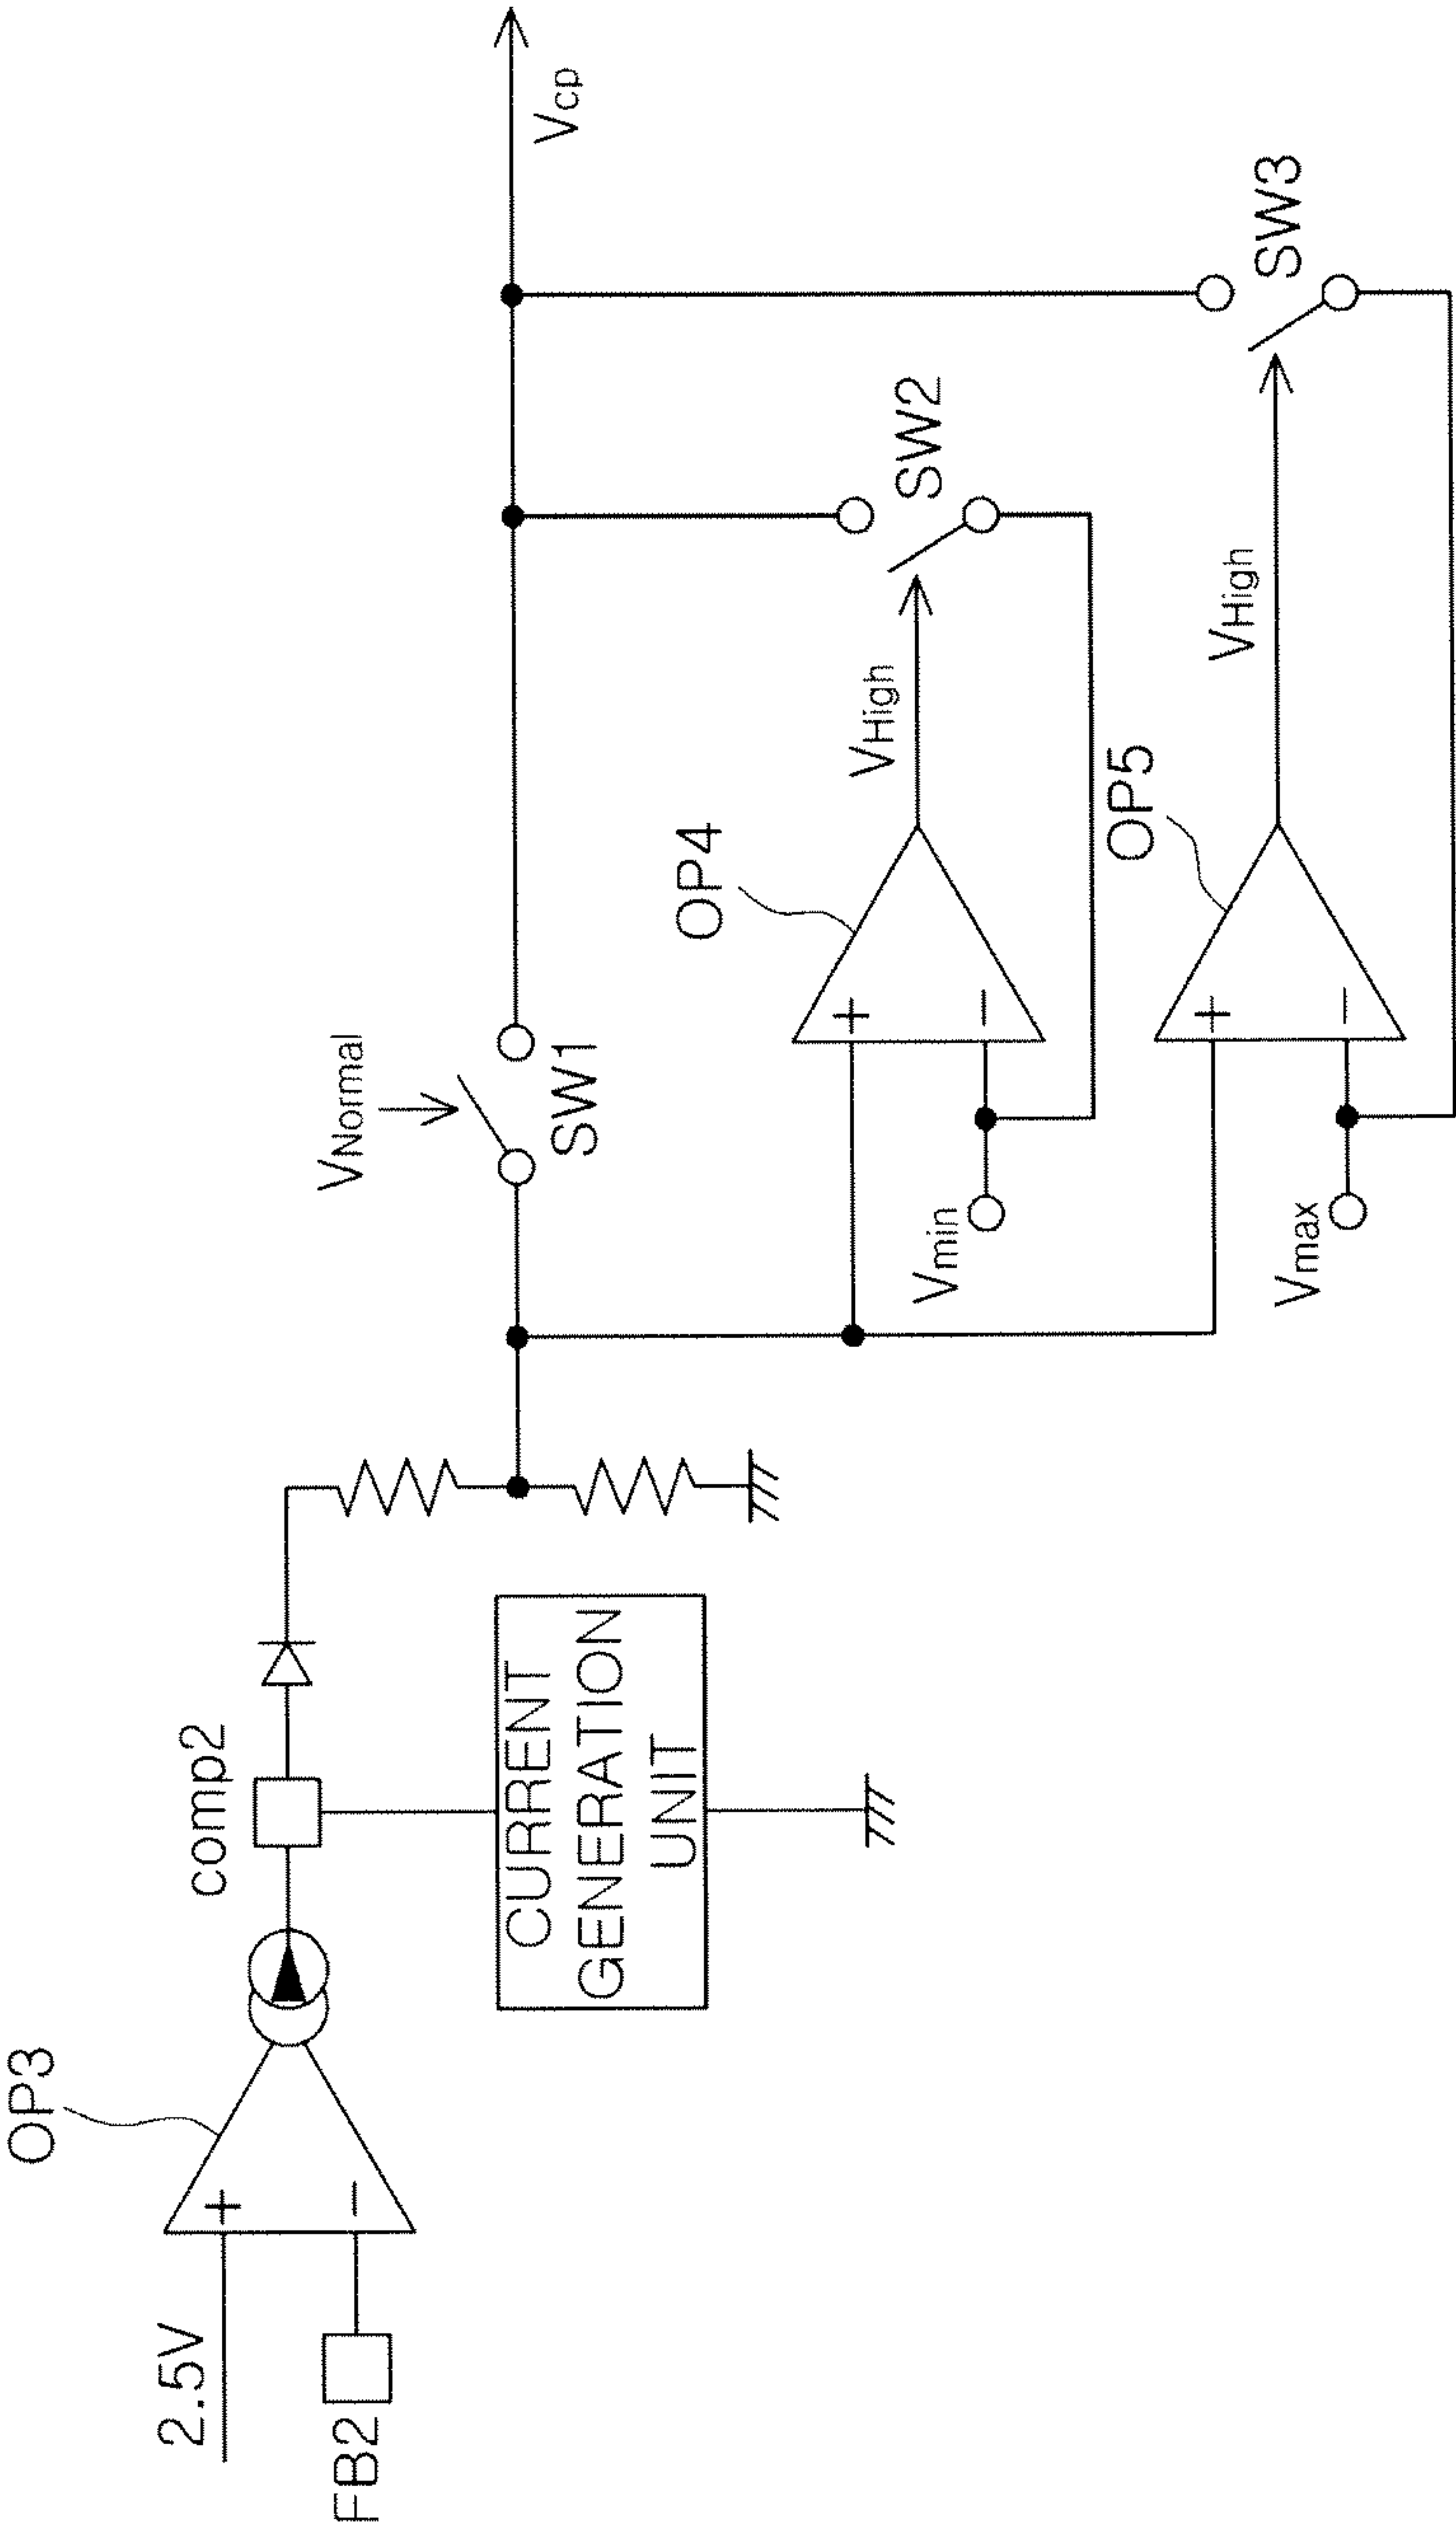 OP3
2.5V
FB2
comp2
CURRENT
GENERATION
UNIT
VNormal
SW1
OP4
+
−
Vmin
VHigh
SW2
OP5
+
−
Vmax
VHigh
SW3
Vcp
+
−